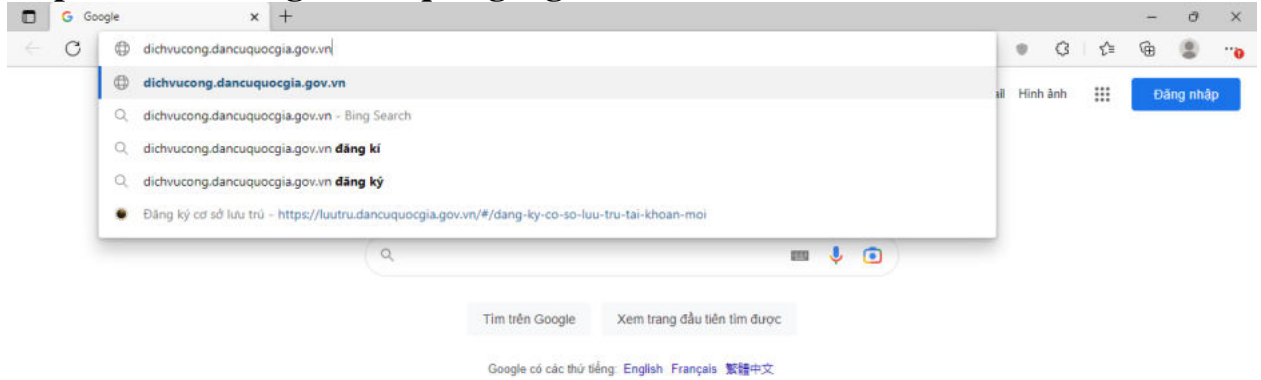 Google
dichvucong.dancuquocgia.gov.vn
dichvucong.dancuquocgia.gov.vn
dichvucong.dancuquocgia.gov.vn - Bing Search
dichvucong.dancuquocgia.gov.vn đăng kí
dichvucong.dancuquocgia.gov.vn đăng ký
Đăng ký cơ sở lưu trú - https://luutru.dancuquocgia.gov.vn/#/dang-ky-co-so-luu-tru-tai-khoan-moi
ail Hình ảnh Đăng nhập
Tìm trên Google Xem trang đầu tiên tìm được
Google có các thứ tiếng: English Français 繁體中文